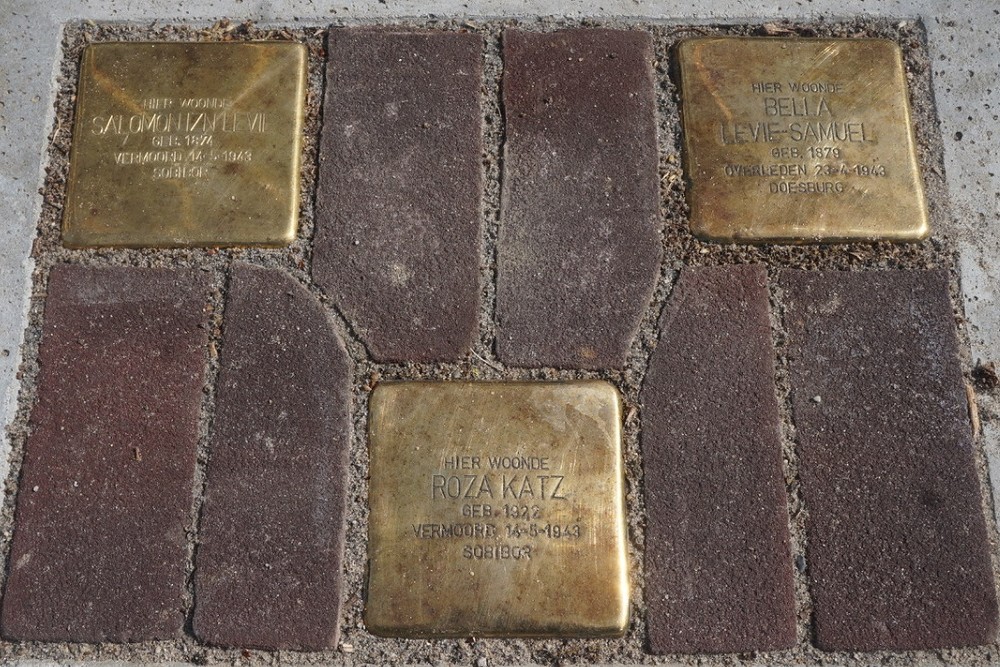 HIER WOONDE
SALOMON IZN LEVIE
GEB. 1874
VERMOORD 14-5-1943
SOBIBOR
HIER WOONDE
BELLA
LEVIE-SAMUEL
GEB. 1879
OVERLEDEN 23-4-1943
DOESBURG
HIER WOONDE
ROZA KATZ
GEB. 1922
VERMOORD 14-5-1943
SOBIBOR